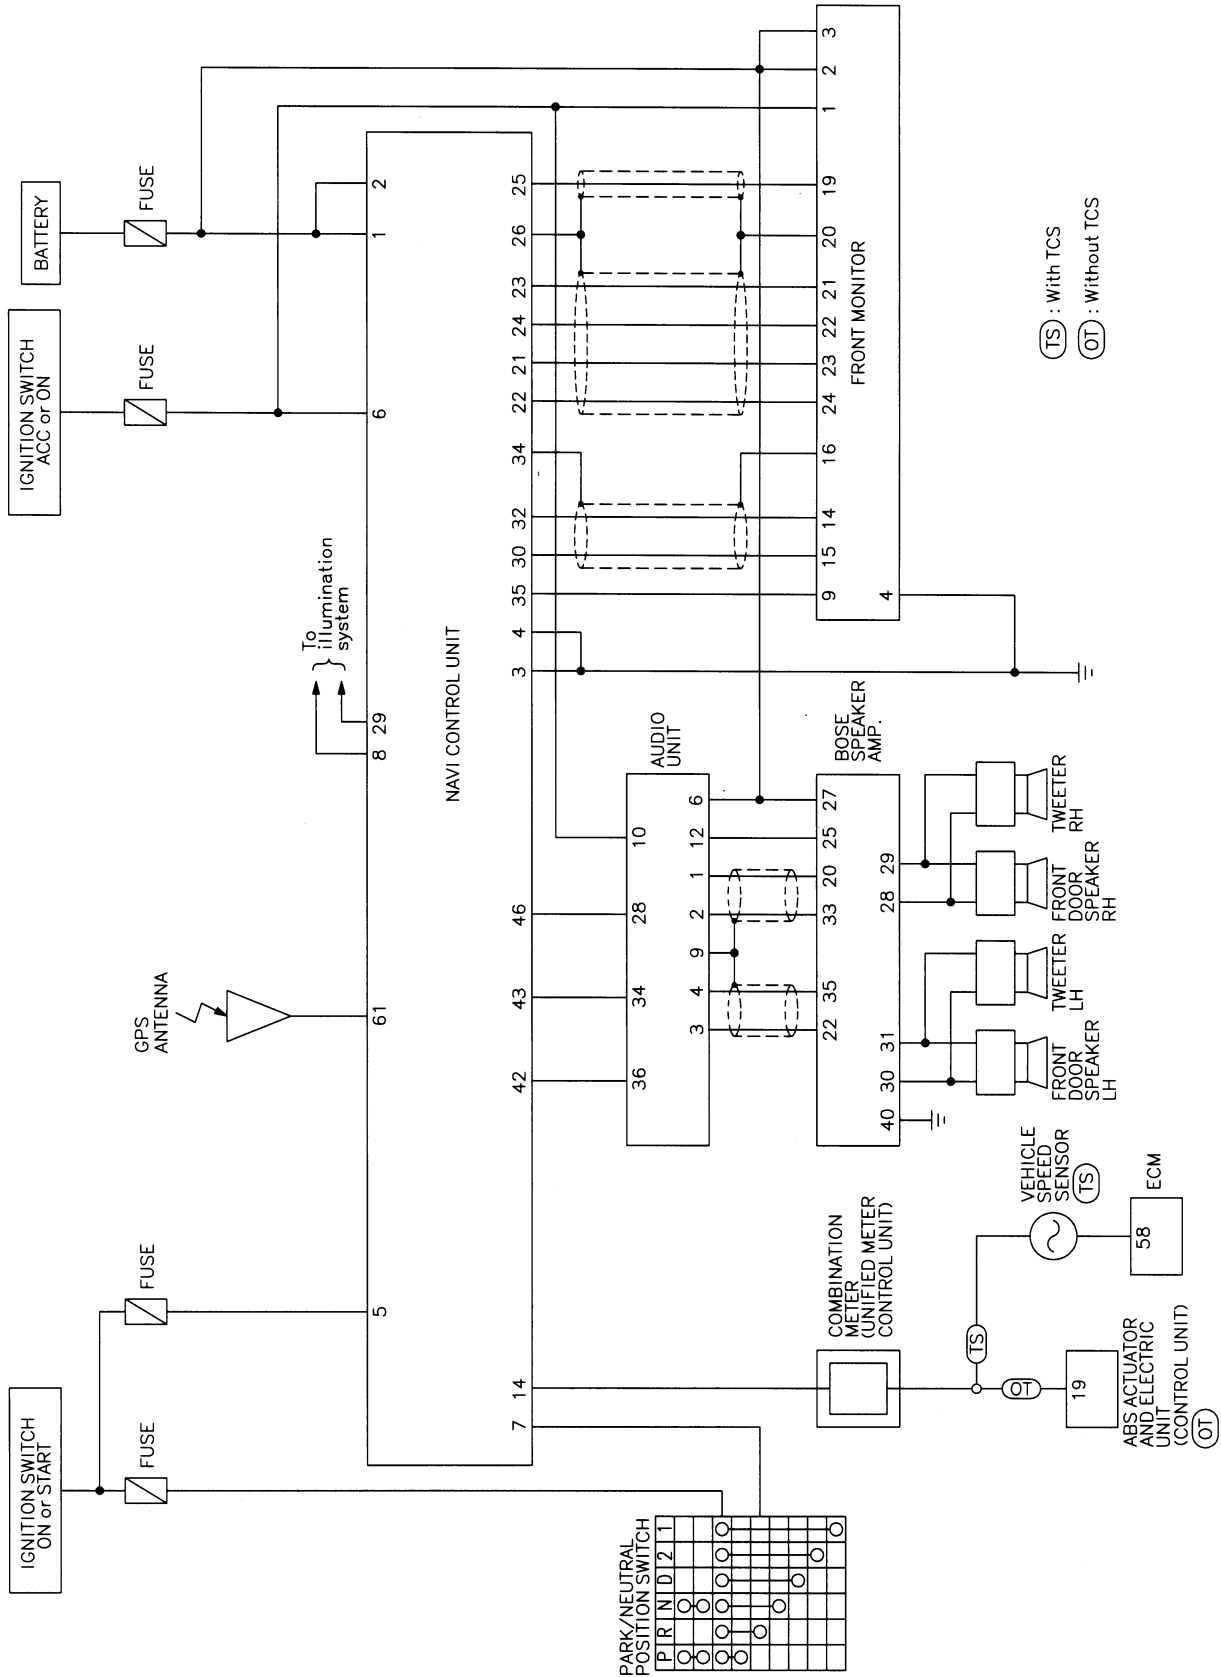 IGNITION SWITCH
ON or START
IGNITION SWITCH
ACC or ON
BATTERY
FUSE
FUSE
FUSE
FUSE
GPS
ANTENNA
To
illumination
system
5
61
8
29
6
1
2
NAVI CONTROL UNIT
7
14
42
43
46
3
4
35
30
32
34
22
21
24
23
26
25
PARK/NEUTRAL
POSITION SWITCH
P R N D 2 1
AUDIO
UNIT
36
34
28
10
3
4
9
2
1
12
6
COMBINATION
METER
(UNIFIED METER
CONTROL UNIT)
BOSE
SPEAKER
AMP.
22
35
33
20
25
27
40
30
31
28
29
9
15
14
16
24
23
22
21
20
19
1
2
3
FRONT MONITOR
4
TS
OT
VEHICLE
SPEED
SENSOR
TS
19
ABS ACTUATOR
AND ELECTRIC
UNIT
(CONTROL UNIT)
OT
58
ECM
FRONT
DOOR
SPEAKER
LH
TWEETER
LH
FRONT
DOOR
SPEAKER
RH
TWEETER
RH
TS : With TCS
OT : Without TCS